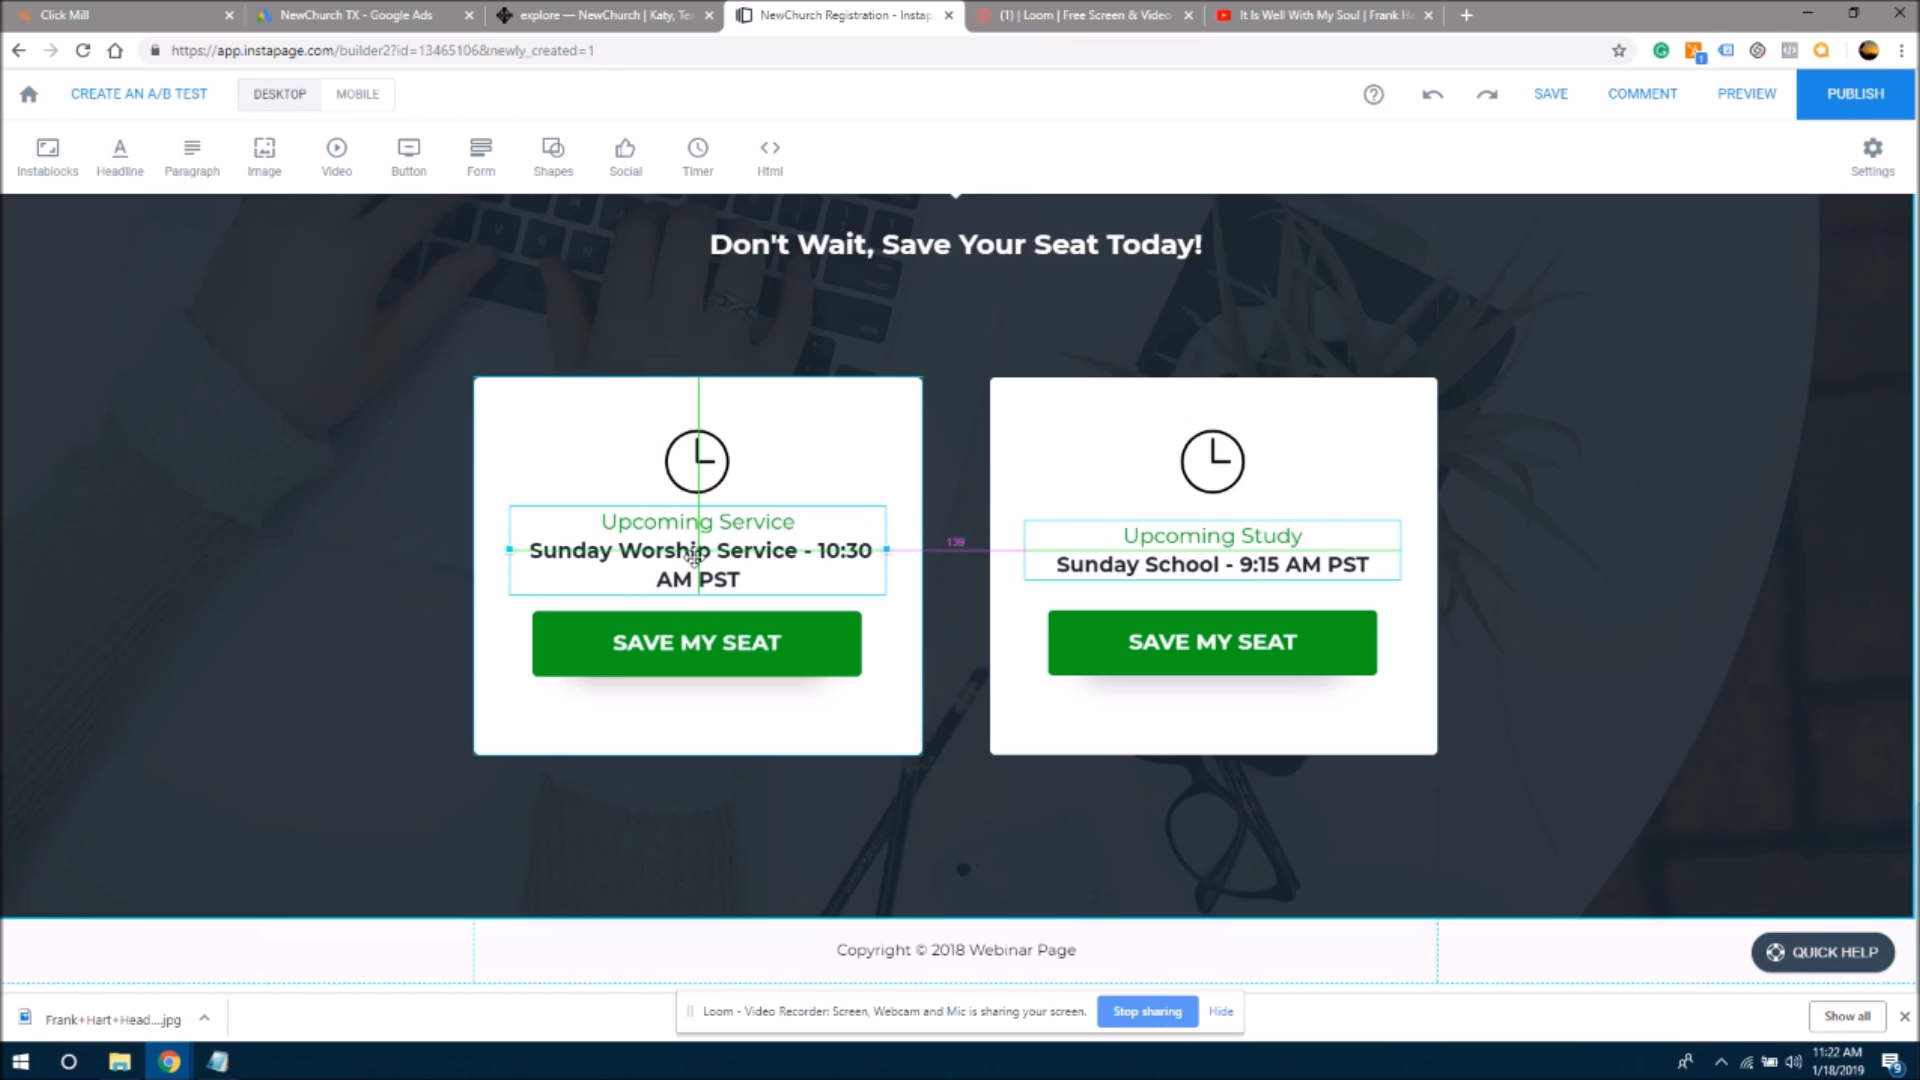 Click Mill
NewChurch TX - Google Ads
explore — NewChurch | Katy, Te
NewChurch Registration - Instap
(1) | Loom | Free Screen & Video
It Is Well With My Soul | Frank Ha
https://app.instapage.com/builder2?id=13465106&newly_created=1
CREATE AN A/B TEST
DESKTOP
MOBILE
SAVE
COMMENT
PREVIEW
PUBLISH
Instablocks
Headline
Paragraph
Image
Video
Button
Form
Shapes
Social
Timer
Html
Settings
Don't Wait, Save Your Seat Today!
Upcoming Service
Sunday Worship Service - 10:30
AM PST
SAVE MY SEAT
139
Upcoming Study
Sunday School - 9:15 AM PST
SAVE MY SEAT
Copyright © 2018 Webinar Page
QUICK HELP
Frank+Hart+Head....jpg
Loom - Video Recorder: Screen, Webcam and Mic is sharing your screen.
Stop sharing
Hide
Show all
11:22 AM
1/18/2019